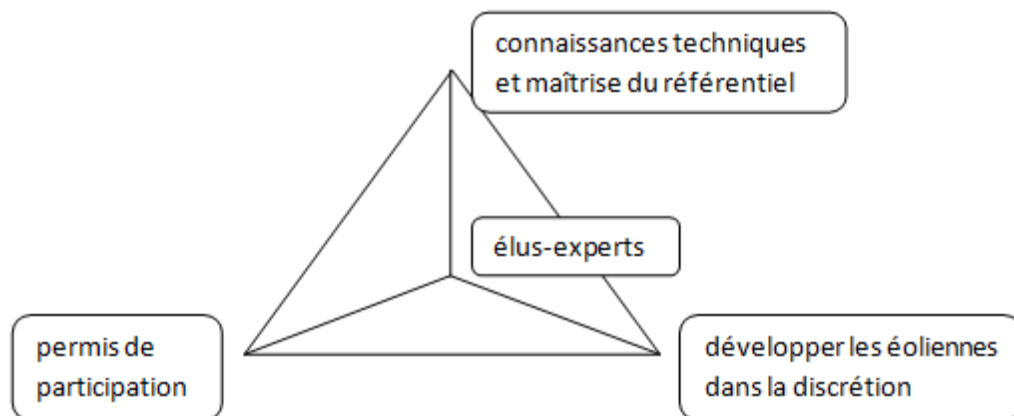 connaissances techniques
et maîtrise du référentiel
élus-experts
permis de
participation
développer les éoliennes
dans la discrétion